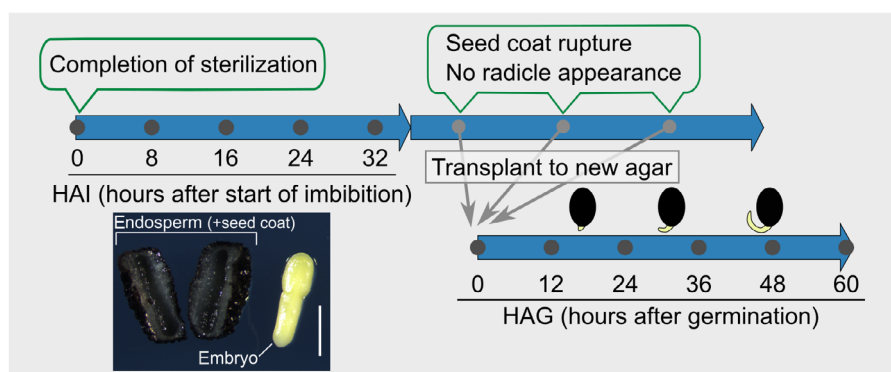 Completion of sterilization
Seed coat rupture
No radicle appearance
0 8 16 24 32
HAI (hours after start of imbibition)
Transplant to new agar
Endosperm (+seed coat)
Embryo
0 12 24 36 48 60
HAG (hours after germination)